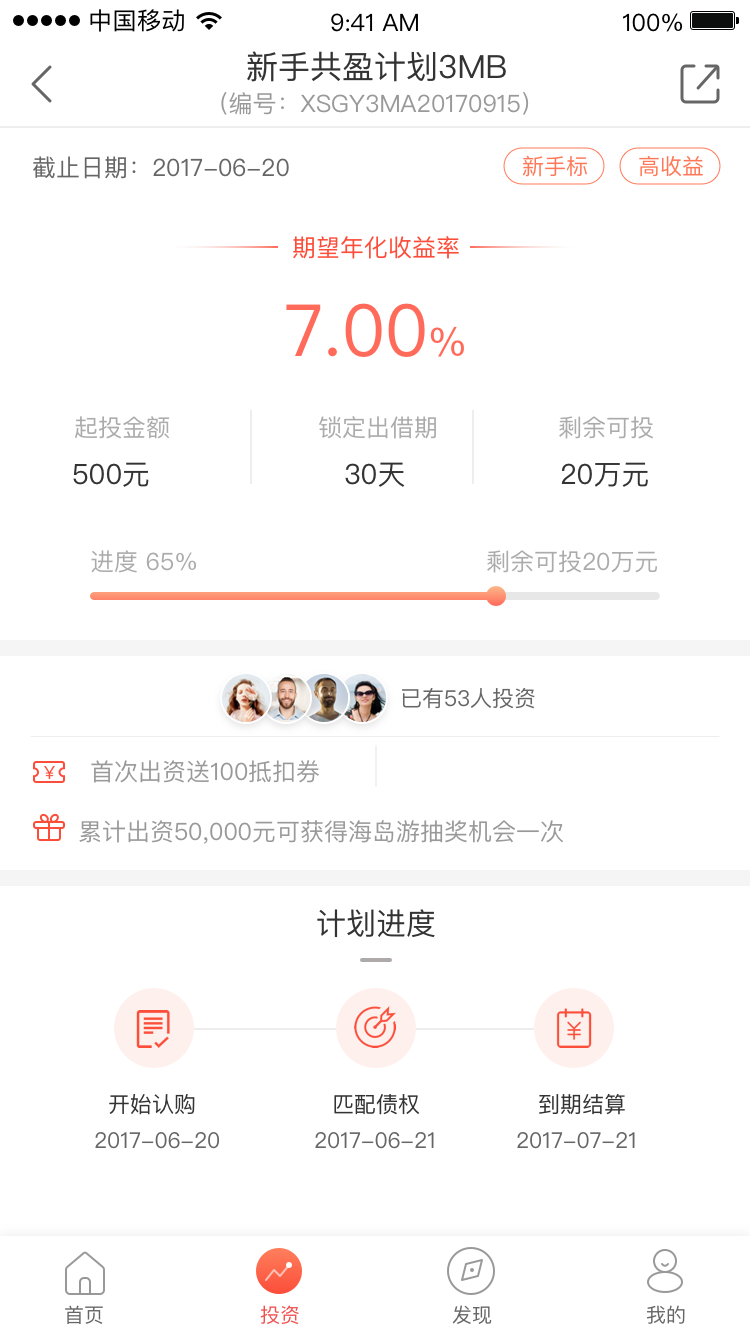 中国移动 9:41 AM 100%
新手共盈计划3MB
(编号：XSGY3MA20170915)
截止日期：2017-06-20 新手标 高收益
期望年化收益率
7.00%
起投金额 锁定出借期 剩余可投
500元 30天 20万元
进度 65% 剩余可投20万元
已有53人投资
¥ 首次出资送100抵扣券
累计出资50,000元可获得海岛游抽奖机会一次
计划进度
¥
开始认购 匹配债权 到期结算
2017-06-20 2017-06-21 2017-07-21
首页 投资 发现 我的